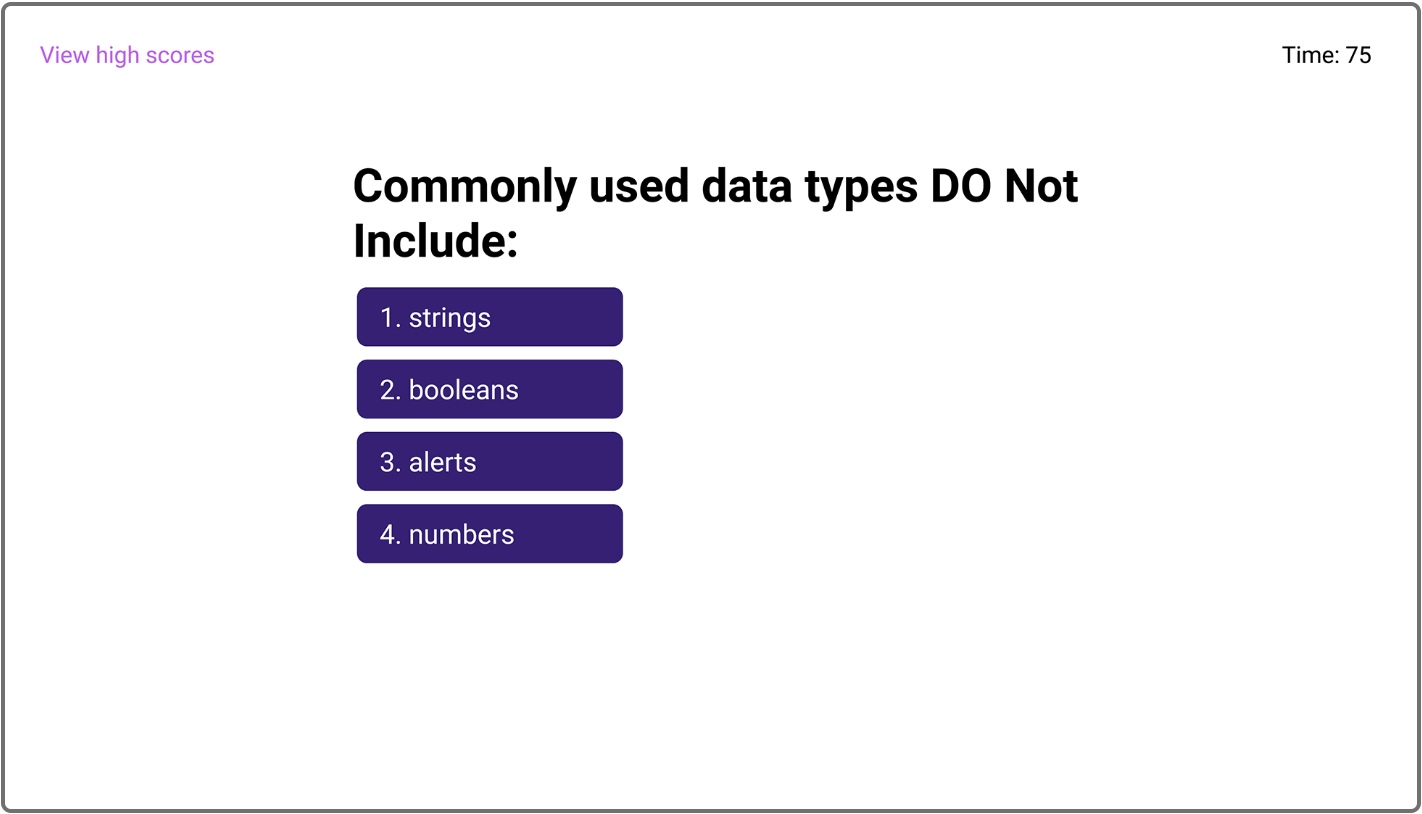 View high scores
Time: 75
Commonly used data types DO Not
Include:
1. strings
2. booleans
3. alerts
4. numbers